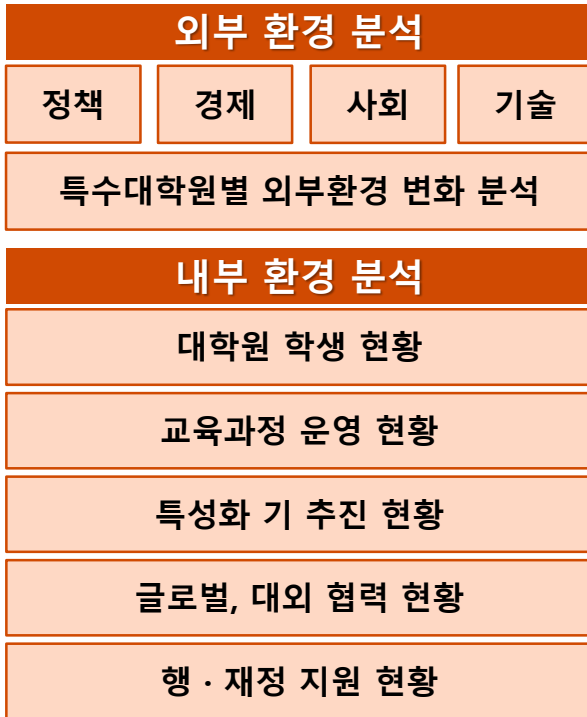 외부 환경 분석
정책 경제 사회 기술
특수대학원별 외부환경 변화 분석
내부 환경 분석
대학원 학생 현황
교육과정 운영 현황
특성화 기 추진 현황
글로벌, 대외 협력 현황
행 · 재정 지원 현황